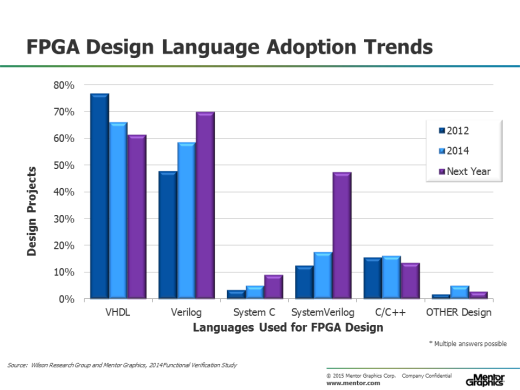 FPGA Design Language Adoption Trends
80%
70%
60%
50%
40%
30%
20%
10%
0%
Design Projects
2012
2014
Next Year
VHDL Verilog System C SystemVerilog C/C++ OTHER Design
Languages Used for FPGA Design
* Multiple answers possible
Source: Wilson Research Group and Mentor Graphics, 2014 Functional Verification Study
© 2015 Mentor Graphics Corp. Company Confidential
www.mentor.com
Mentor
Graphics